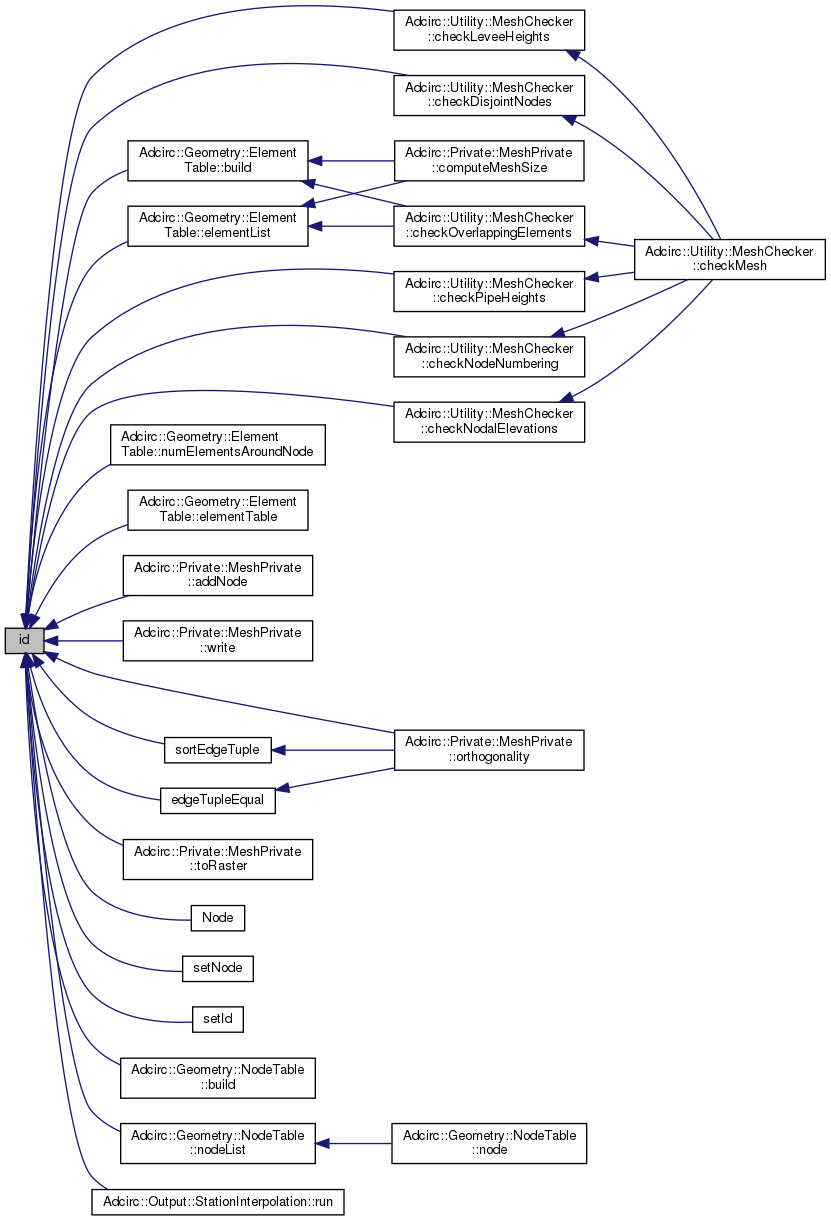 Adcirc::Utility::MeshChecker
::checkLeveeHeights
Adcirc::Utility::MeshChecker
::checkDisjointNodes
Adcirc::Geometry::Element
Table::build
Adcirc::Private::MeshPrivate
::computeMeshSize
Adcirc::Geometry::Element
Table::elementList
Adcirc::Utility::MeshChecker
::checkOverlappingElements
Adcirc::Utility::MeshChecker
::checkMesh
Adcirc::Utility::MeshChecker
::checkPipeHeights
Adcirc::Utility::MeshChecker
::checkNodeNumbering
Adcirc::Utility::MeshChecker
::checkNodalElevations
Adcirc::Geometry::Element
Table::numElementsAroundNode
Adcirc::Geometry::Element
Table::elementTable
Adcirc::Private::MeshPrivate
::addNode
id
Adcirc::Private::MeshPrivate
::write
sortEdgeTuple
Adcirc::Private::MeshPrivate
::orthogonality
edgeTupleEqual
Adcirc::Private::MeshPrivate
::toRaster
Node
setNode
setId
Adcirc::Geometry::NodeTable
::build
Adcirc::Geometry::NodeTable
::nodeList
Adcirc::Geometry::NodeTable
::node
Adcirc::Output::StationInterpolation::run